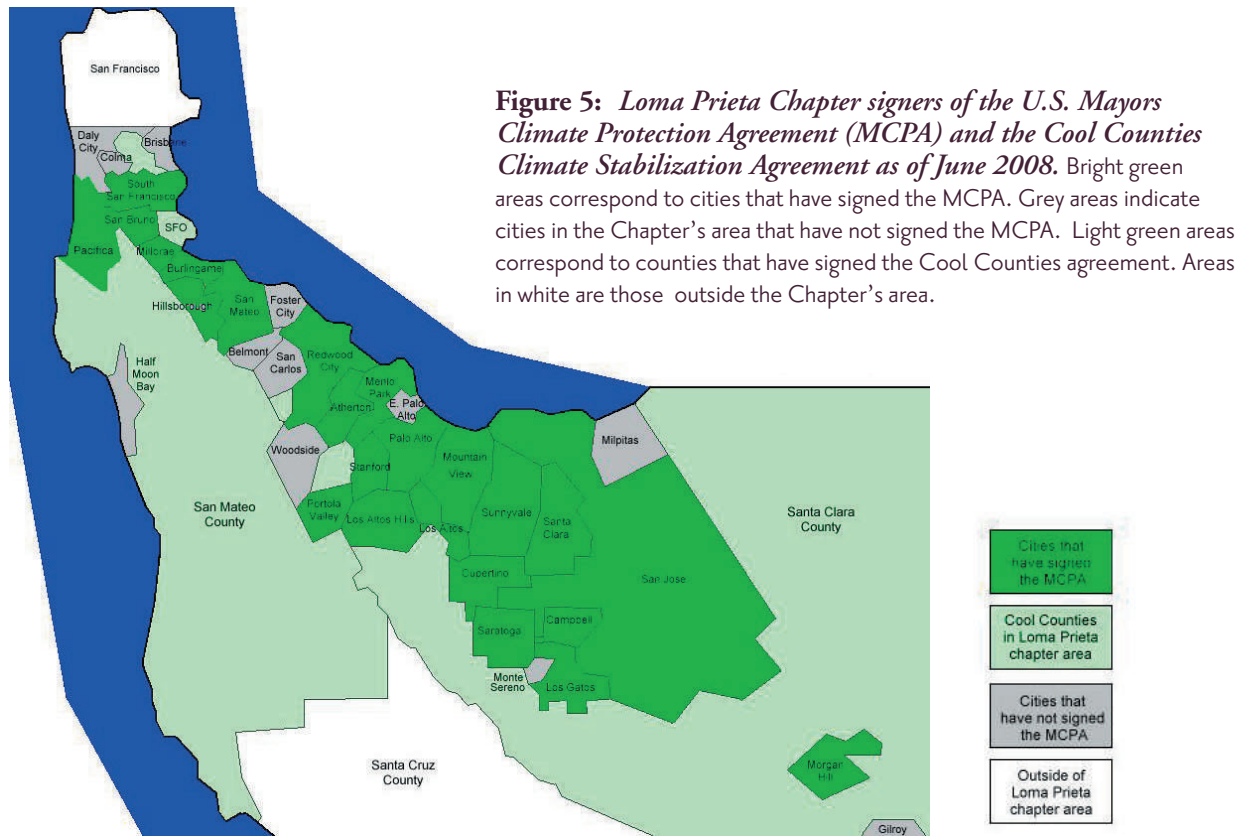 San Francisco
Figure 5: Loma Prieta Chapter signers of the U.S. Mayors
Climate Protection Agreement (MCPA) and the Cool Counties
Climate Stabilization Agreement as of June 2008. Bright green
areas correspond to cities that have signed the MCPA. Grey areas indicate
cities in the Chapter's area that have not signed the MCPA. Light green areas
correspond to counties that have signed the Cool Counties agreement. Areas
in white are those outside the Chapter's area.
Daly
City
Colma
Brisbane
South
San Francisco
San Bruno
SFO
Pacifica
Millbrae
Burlingame
Hillsborough
San
Mateo
Foster
City
Belmont
San
Carlos
Redwood
City
Half
Moon
Bay
Menlo
Park
Atherton
E. Palo
Alto
Woodside
Palo Alto
Milpitas
Stanford
Mountain
View
San Mateo
County
Portola
Valley
Los Altos Hills
Los Altos
Sunnyvale
Santa
Clara
Santa Clara
County
Cupertino
San Jose
Saratoga
Campbell
Monte
Sereno
Los Gatos
Santa Cruz
County
Morgan
Hill
Gilroy
Cities that
have signed
the MCPA
Cool Counties
in Loma Prieta
chapter area
Cities that
have not signed
the MCPA
Outside of
Loma Prieta
chapter area